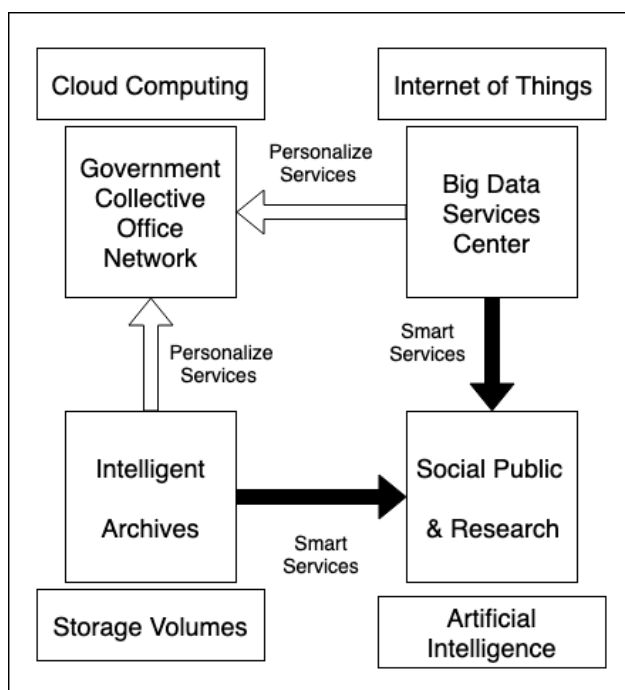 Cloud Computing
Internet of Things
Government
Collective
Office
Network
Personalize
Services
Big Data
Services
Center
Personalize
Services
Smart
Services
Intelligent
Archives
Smart
Services
Social Public
& Research
Storage Volumes
Artificial
Intelligence